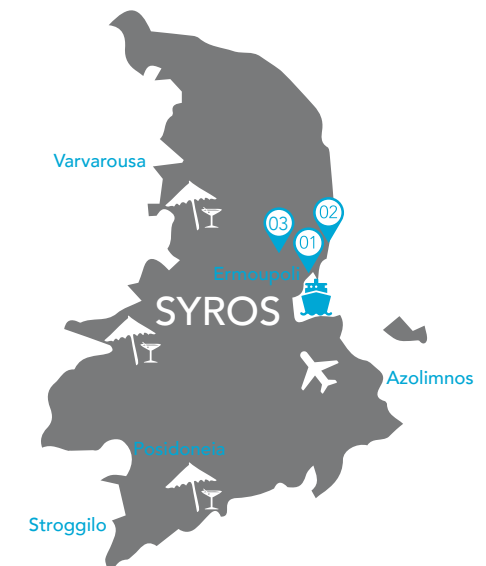 Varvarousa
02
03
01
Ermoupoli
SYROS
Azolimnos
Posidoneia
Stroggilo